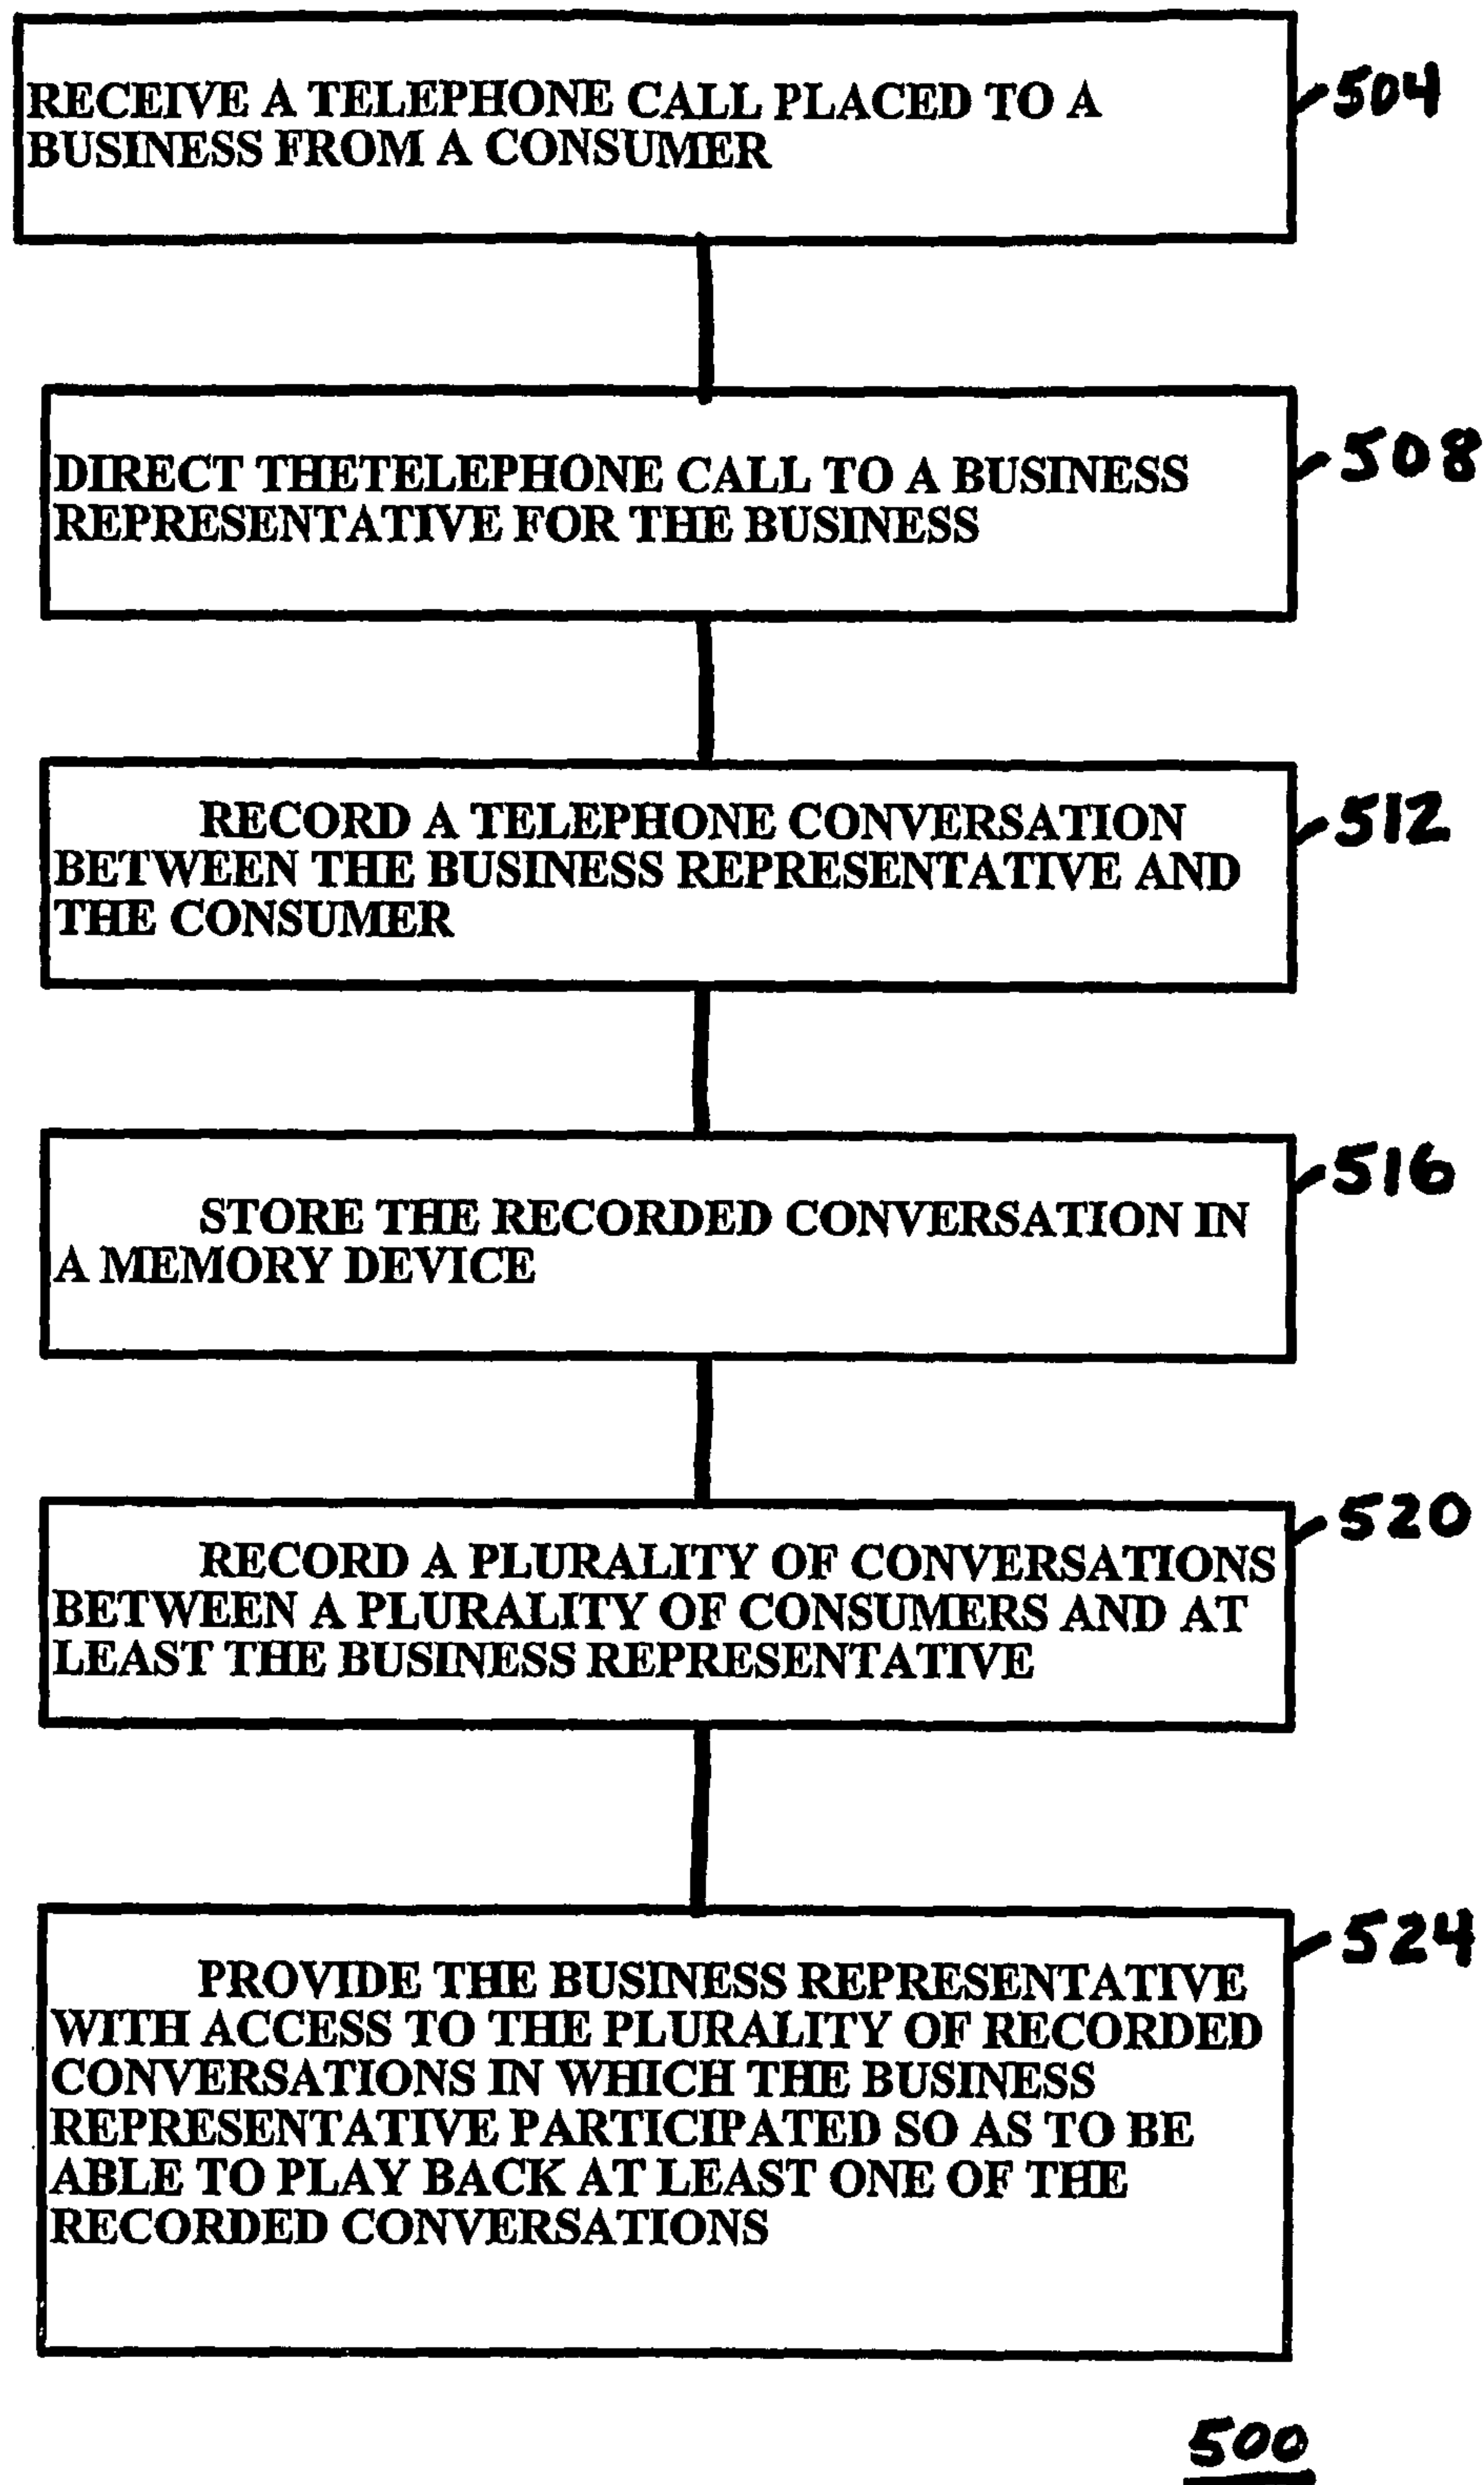 RECEIVE A TELEPHONE CALL PLACED TO A
BUSINESS FROM A CONSUMER
504
DIRECT THETELEPHONE CALL TO A BUSINESS
REPRESENTATIVE FOR THE BUSINESS
508
RECORD A TELEPHONE CONVERSATION
BETWEEN THE BUSINESS REPRESENTATIVE AND
THE CONSUMER
512
STORE THE RECORDED CONVERSATION IN
A MEMORY DEVICE
516
RECORD A PLURALITY OF CONVERSATIONS
BETWEEN A PLURALITY OF CONSUMERS AND AT
LEAST THE BUSINESS REPRESENTATIVE
520
PROVIDE THE BUSINESS REPRESENTATIVE
WITH ACCESS TO THE PLURALITY OF RECORDED
CONVERSATIONS IN WHICH THE BUSINESS
REPRESENTATIVE PARTICIPATED SO AS TO BE
ABLE TO PLAY BACK AT LEAST ONE OF THE
RECORDED CONVERSATIONS
524
500